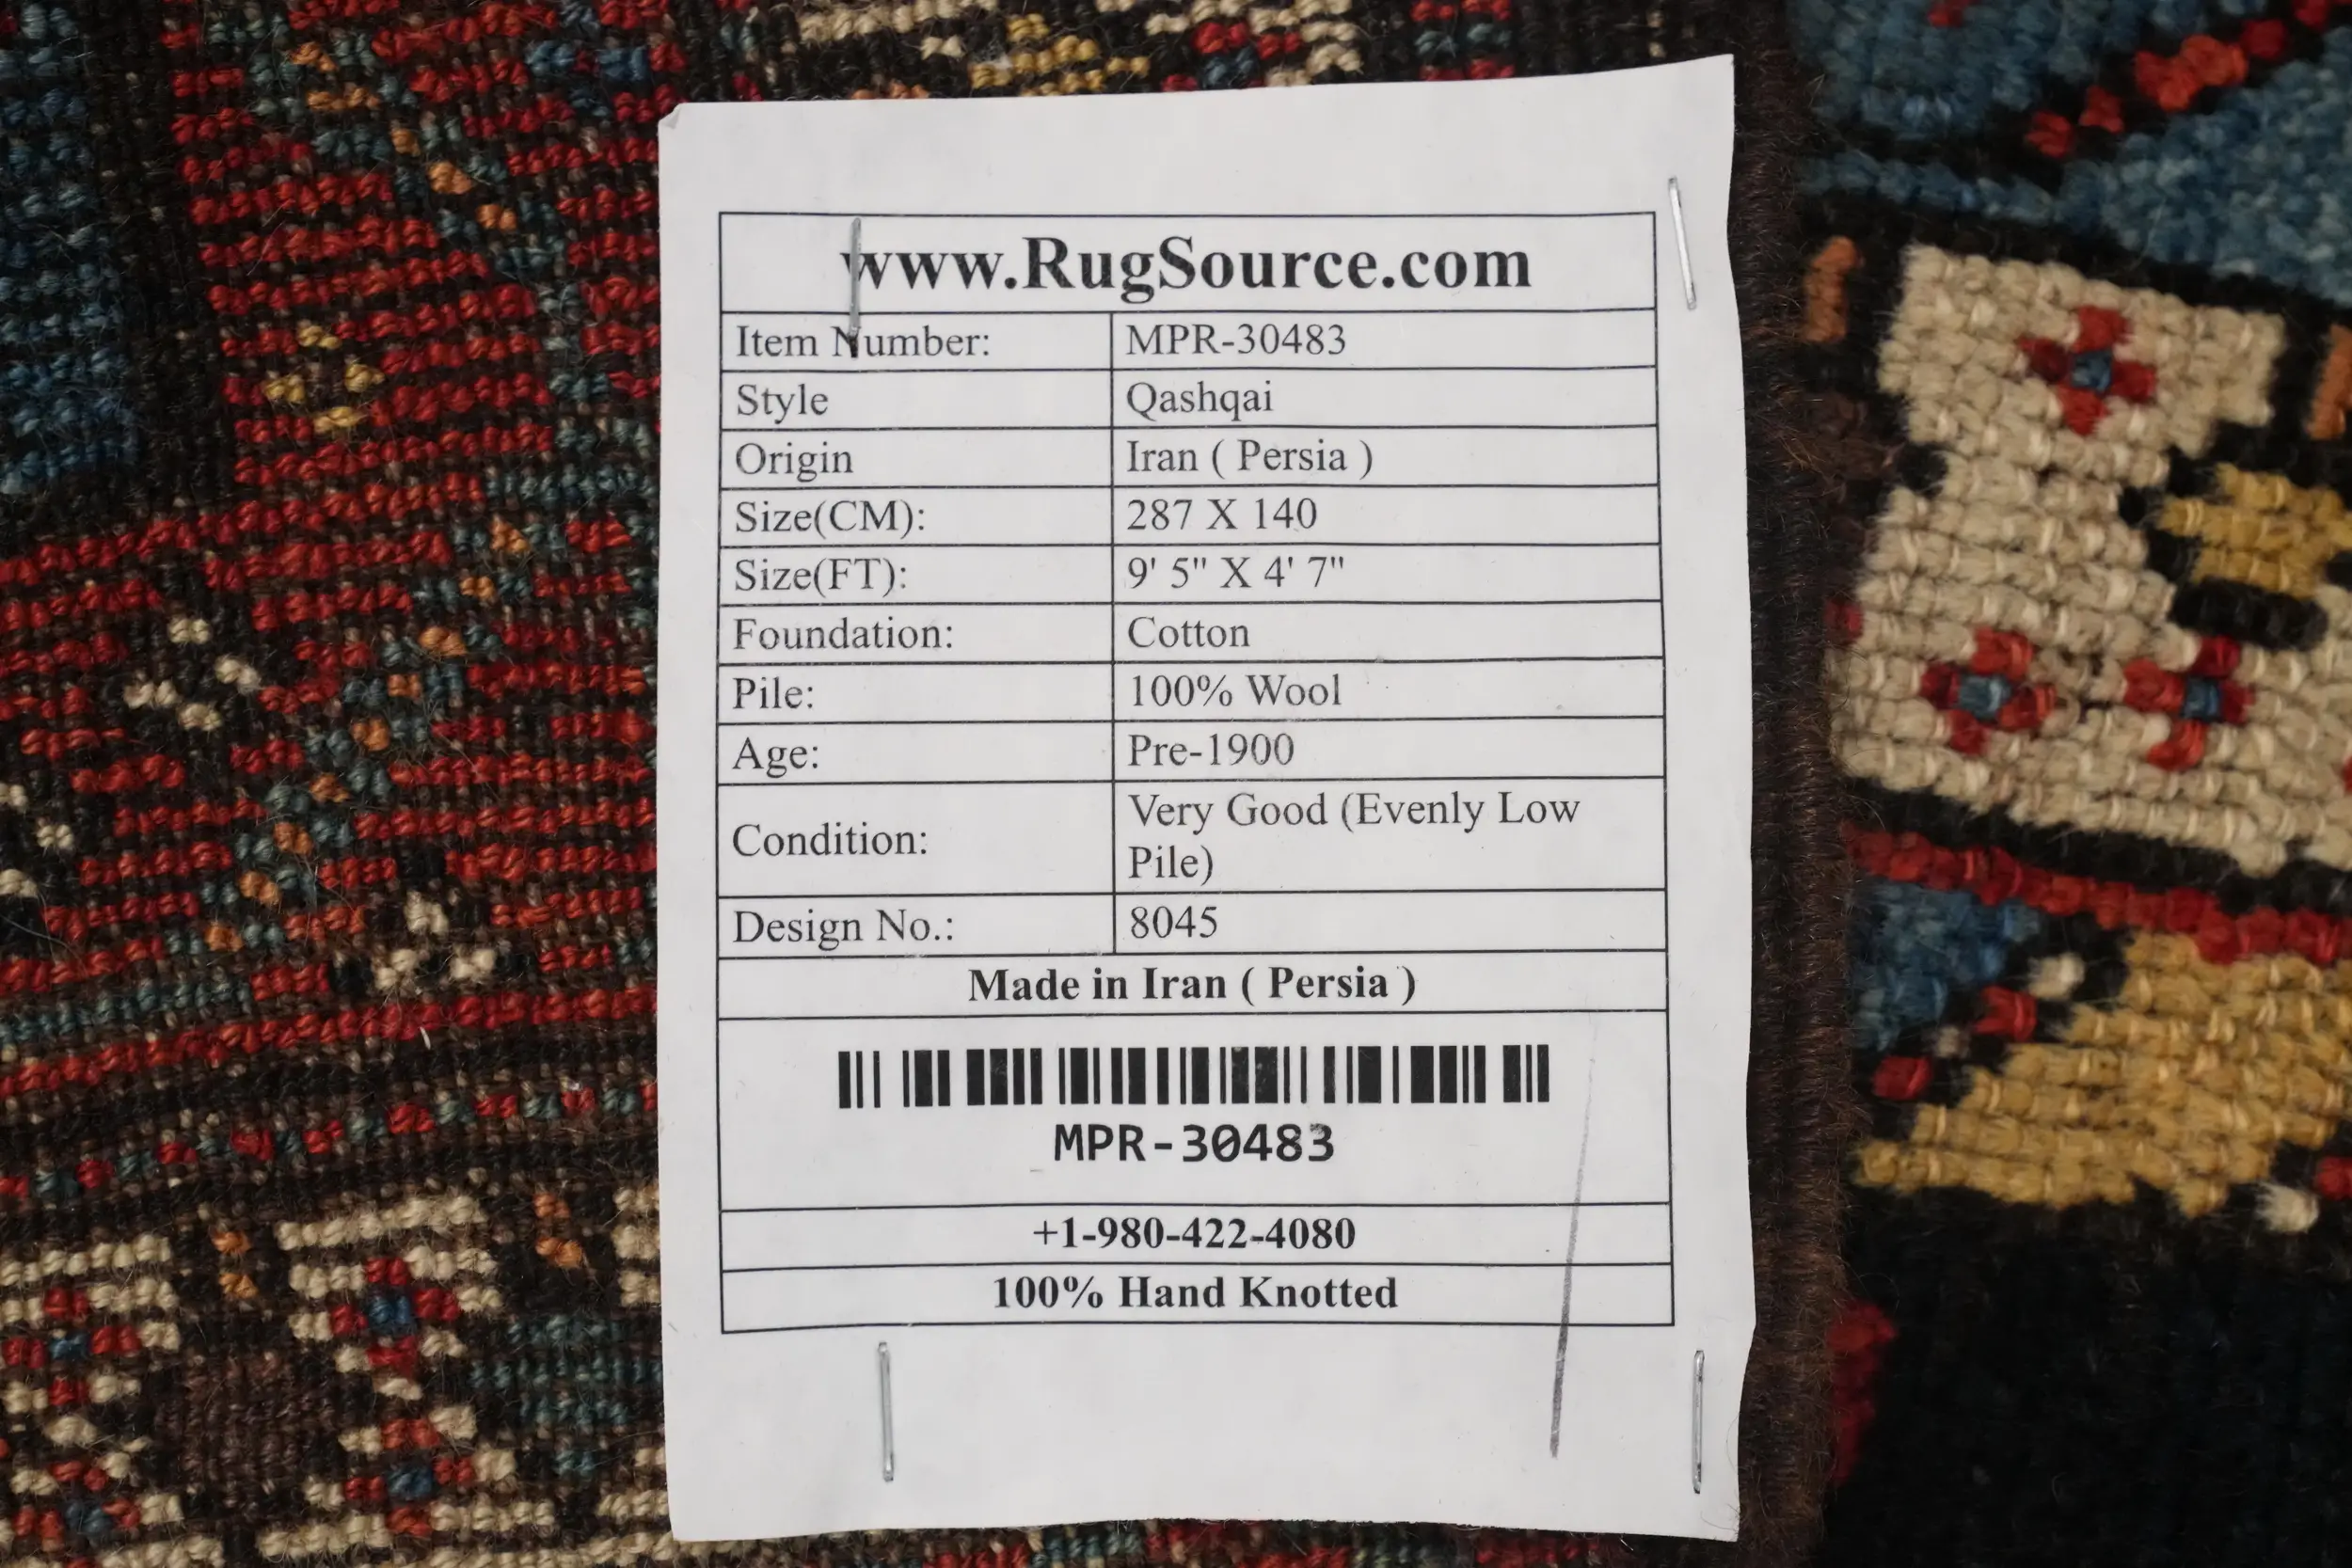 www.RugSource.com
Item Number: MPR-30483
Style Qashqai
Origin Iran ( Persia )
Size(CM): 287 X 140
Size(FT): 9' 5" X 4' 7"
Foundation: Cotton
Pile: 100% Wool
Age: Pre-1900
Condition: Very Good (Evenly Low
Pile)
Design No.: 8045
Made in Iran ( Persia )
MPR-30483
+1-980-422-4080
100% Hand Knotted